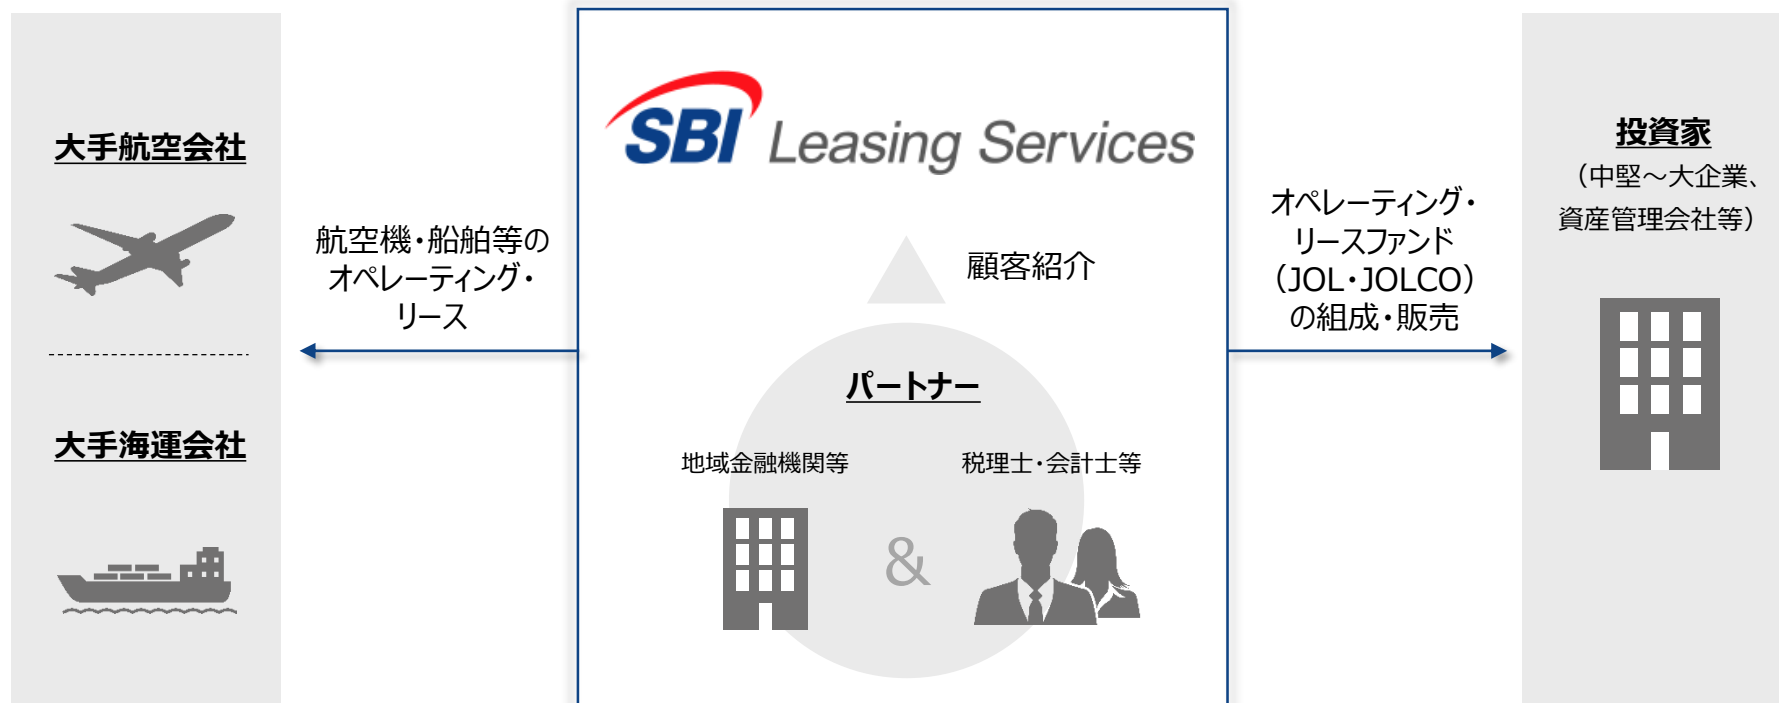 大手航空会社
大手海運会社
航空機・船舶等の
オペレーティング・
リース
SBI Leasing Services
顧客紹介
パートナー
地域金融機関等
税理士・会計士等
&
オペレーティング・
リースファンド
（JOL・JOLCO）
の組成・販売
投資家
（中堅～大企業、
資産管理会社等）